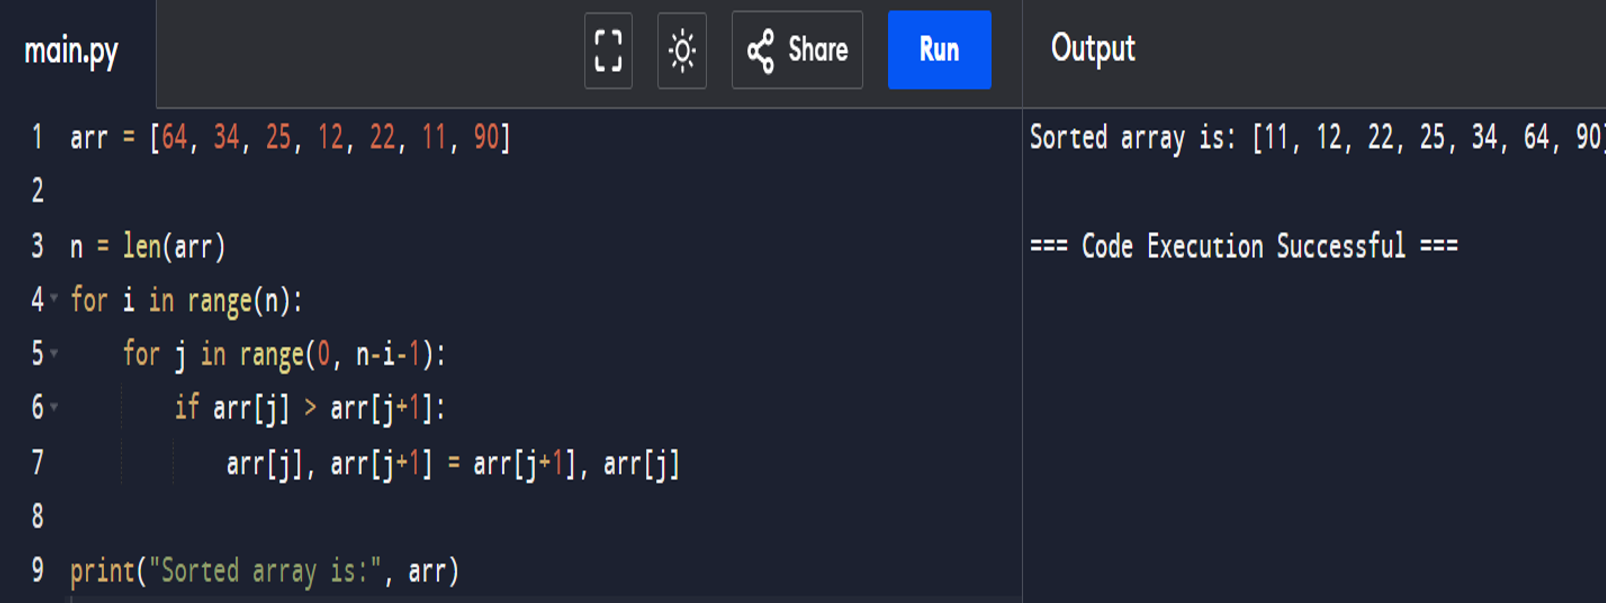 main.py
Share
Run
Output
1 arr = [64, 34, 25, 12, 22, 11, 90]
2
3 n = len(arr)
4 for i in range(n):
5     for j in range(0, n-i-1):
6         if arr[j] > arr[j+1]:
7             arr[j], arr[j+1] = arr[j+1], arr[j]
8
9 print("Sorted array is:", arr)
Sorted array is: [11, 12, 22, 25, 34, 64, 90]
=== Code Execution Successful ===